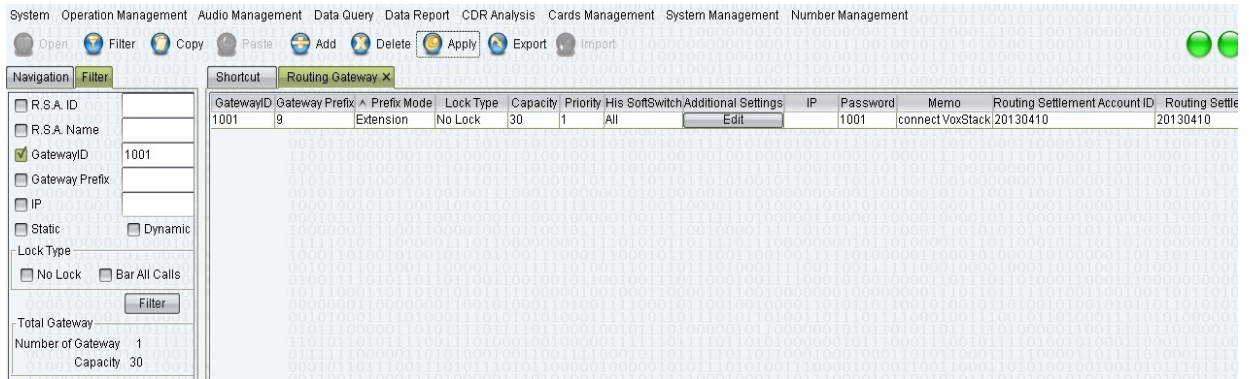 System Operation Management Audio Management Data Query Data Report CDR Analysis Cards Management System Management Number Management
Open Filter Copy Paste Add Delete Apply Export Import
Navigation Filter Shortcut Routing Gateway X
R.S.A. ID
R.S.A. Name
GatewayID 1001
Gateway Prefix
IP
Static Dynamic
Lock Type
No Lock Bar All Calls
Filter
Total Gateway
Number of Gateway 1
Capacity 30
GatewayID Gateway Prefix ^ Prefix Mode Lock Type Capacity Priority His SoftSwitch Additional Settings IP Password Memo Routing Settlement Account ID Routing Settle
1001 9 Extension No Lock 30 1 All Edit 1001 connect VoxStack 20130410 20130410